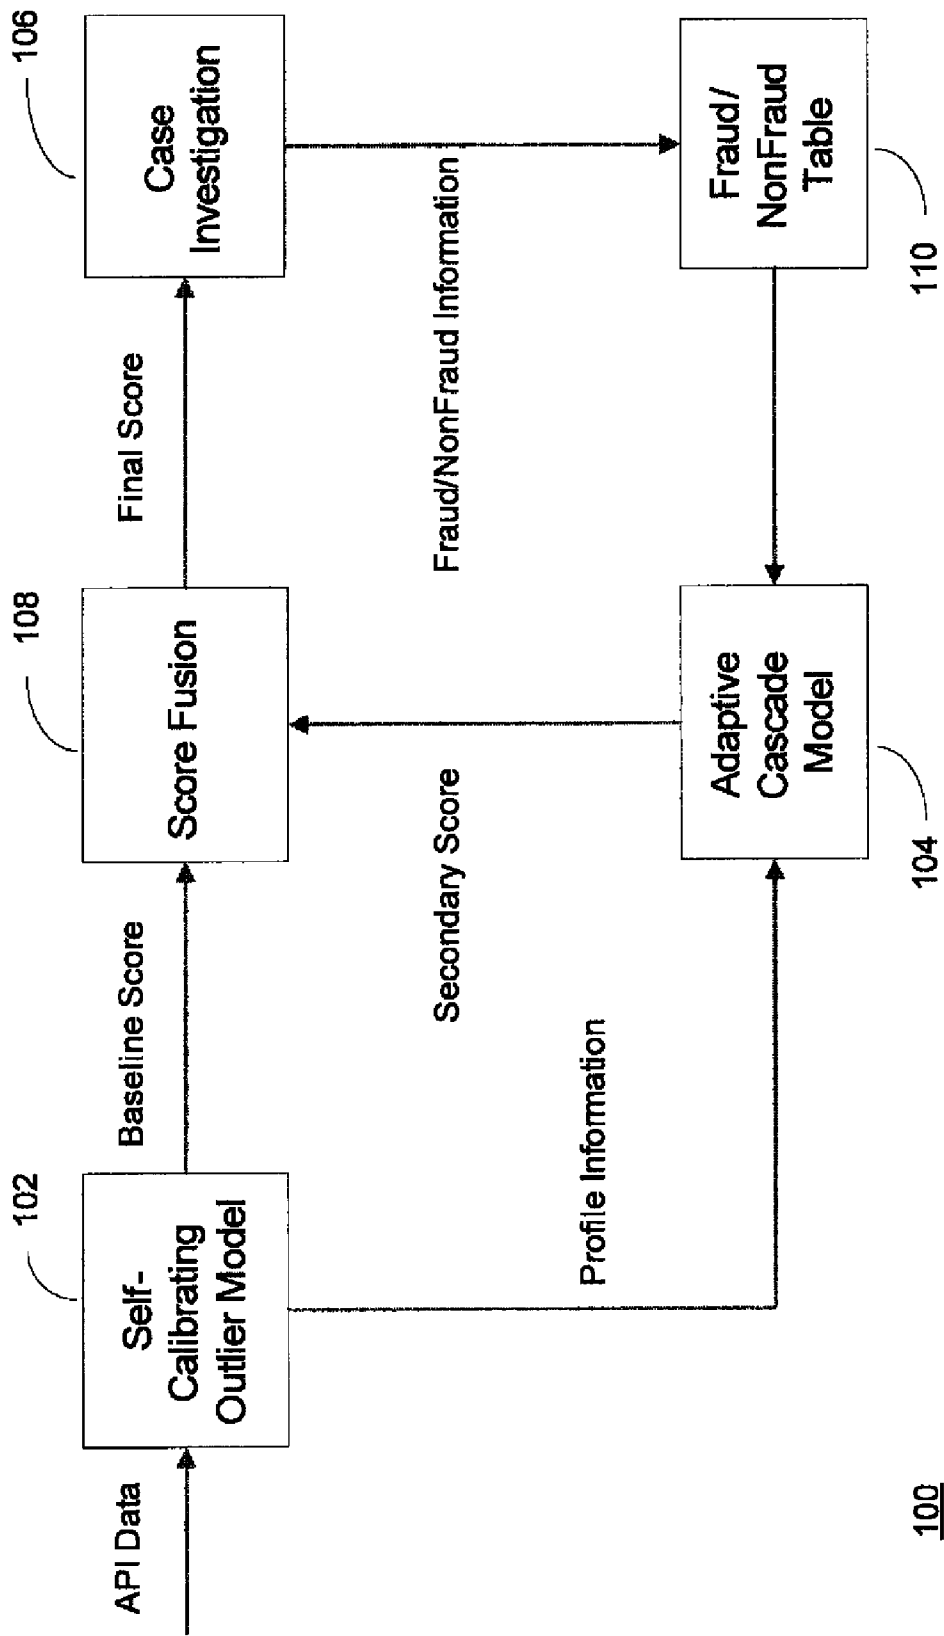 API Data
102
Self-
Calibrating
Outlier Model
Baseline Score
108
Score Fusion
Final Score
106
Case
Investigation
Profile Information
Secondary Score
Fraud/NonFraud Information
Adaptive
Cascade
Model
104
Fraud/
NonFraud
Table
110
100